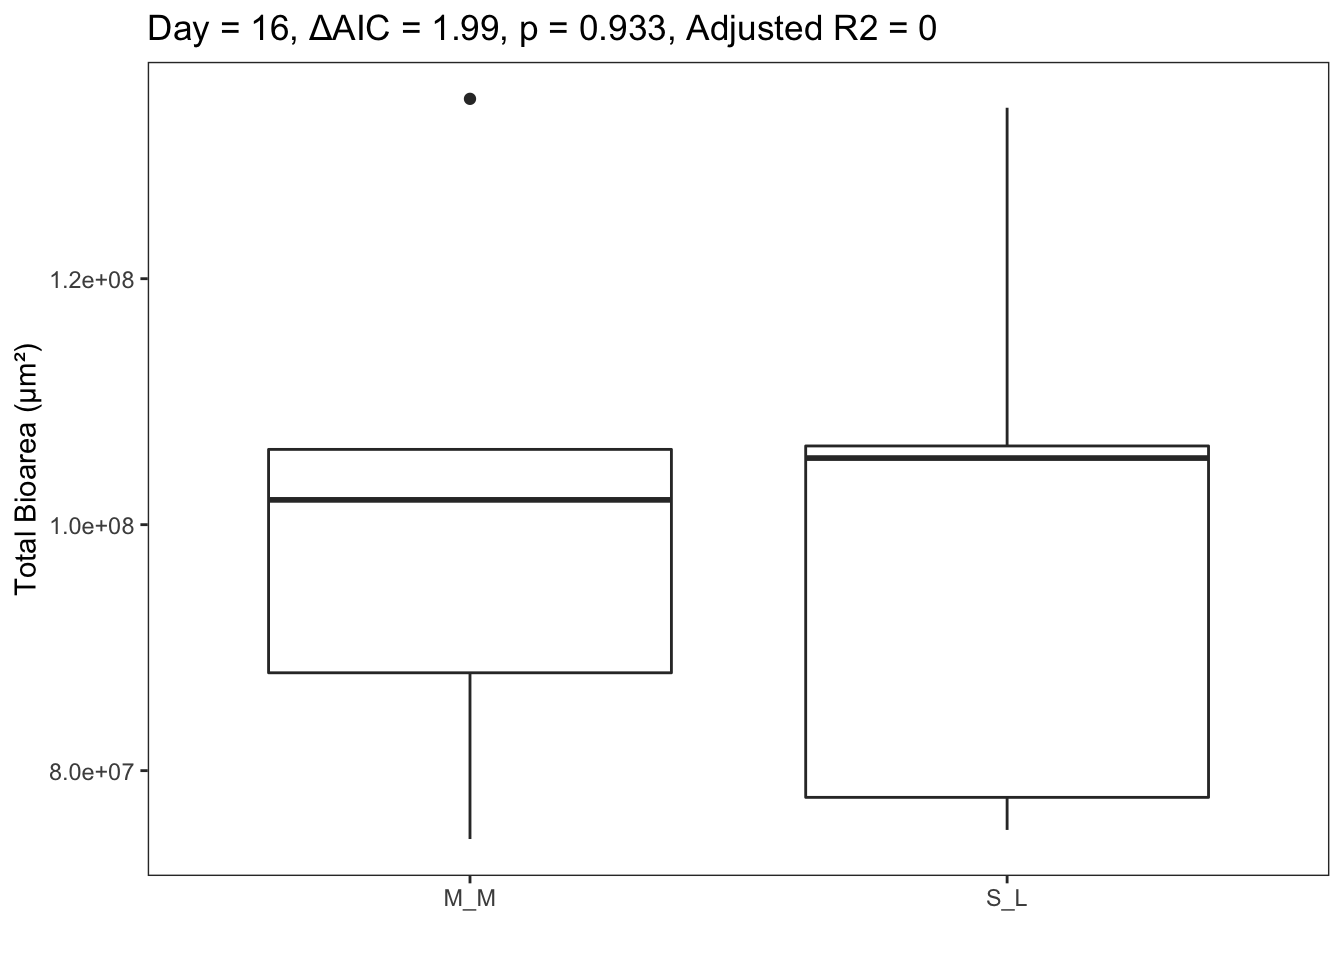 Day = 16, ΔAIC = 1.99, p = 0.933, Adjusted R2 = 0
Total Bioarea (μm²)
1.2e+08
1.0e+08
8.0e+07
M_M
S_L